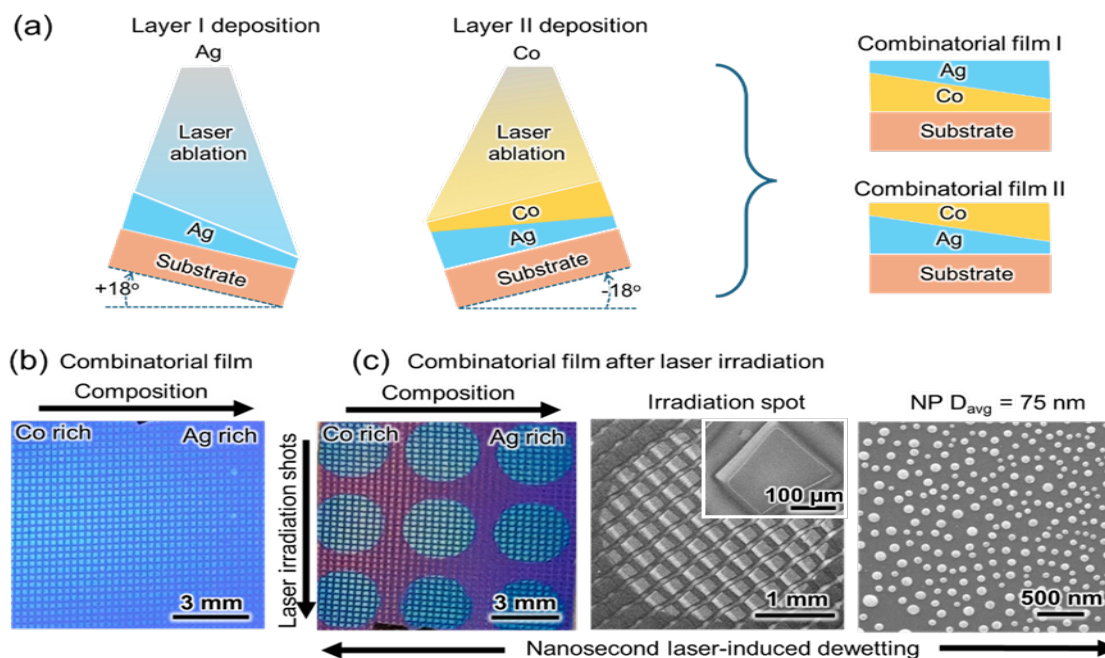 (a)
Layer I deposition
Ag
Laser
ablation
Ag
Substrate
+18°
Layer II deposition
Co
Laser
ablation
Co
Ag
Substrate
-18°
Combinatorial film I
Ag
Co
Substrate
Combinatorial film II
Co
Ag
Substrate
(b) Combinatorial film
Composition
Co rich Ag rich
3 mm
(c) Combinatorial film after laser irradiation
Composition
Laser irradiation shots
Co rich Ag rich
3 mm
Irradiation spot
100 μm
1 mm
NP Davg = 75 nm
500 nm
Nanosecond laser-induced dewetting